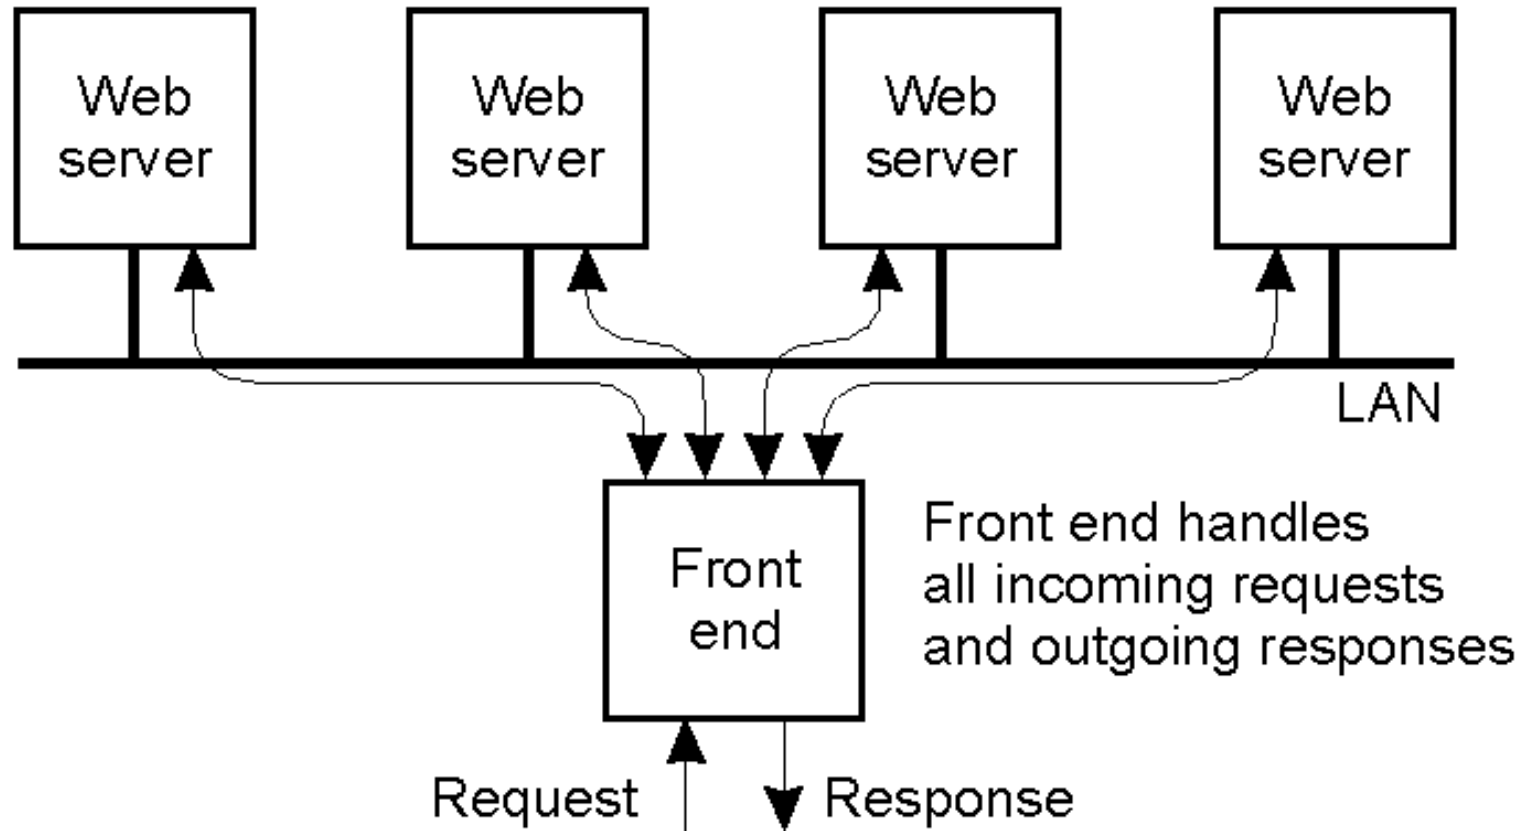 Web
server
Web
server
Web
server
Web
server
LAN
Front
end
Front end handles
all incoming requests
and outgoing responses
Request
Response